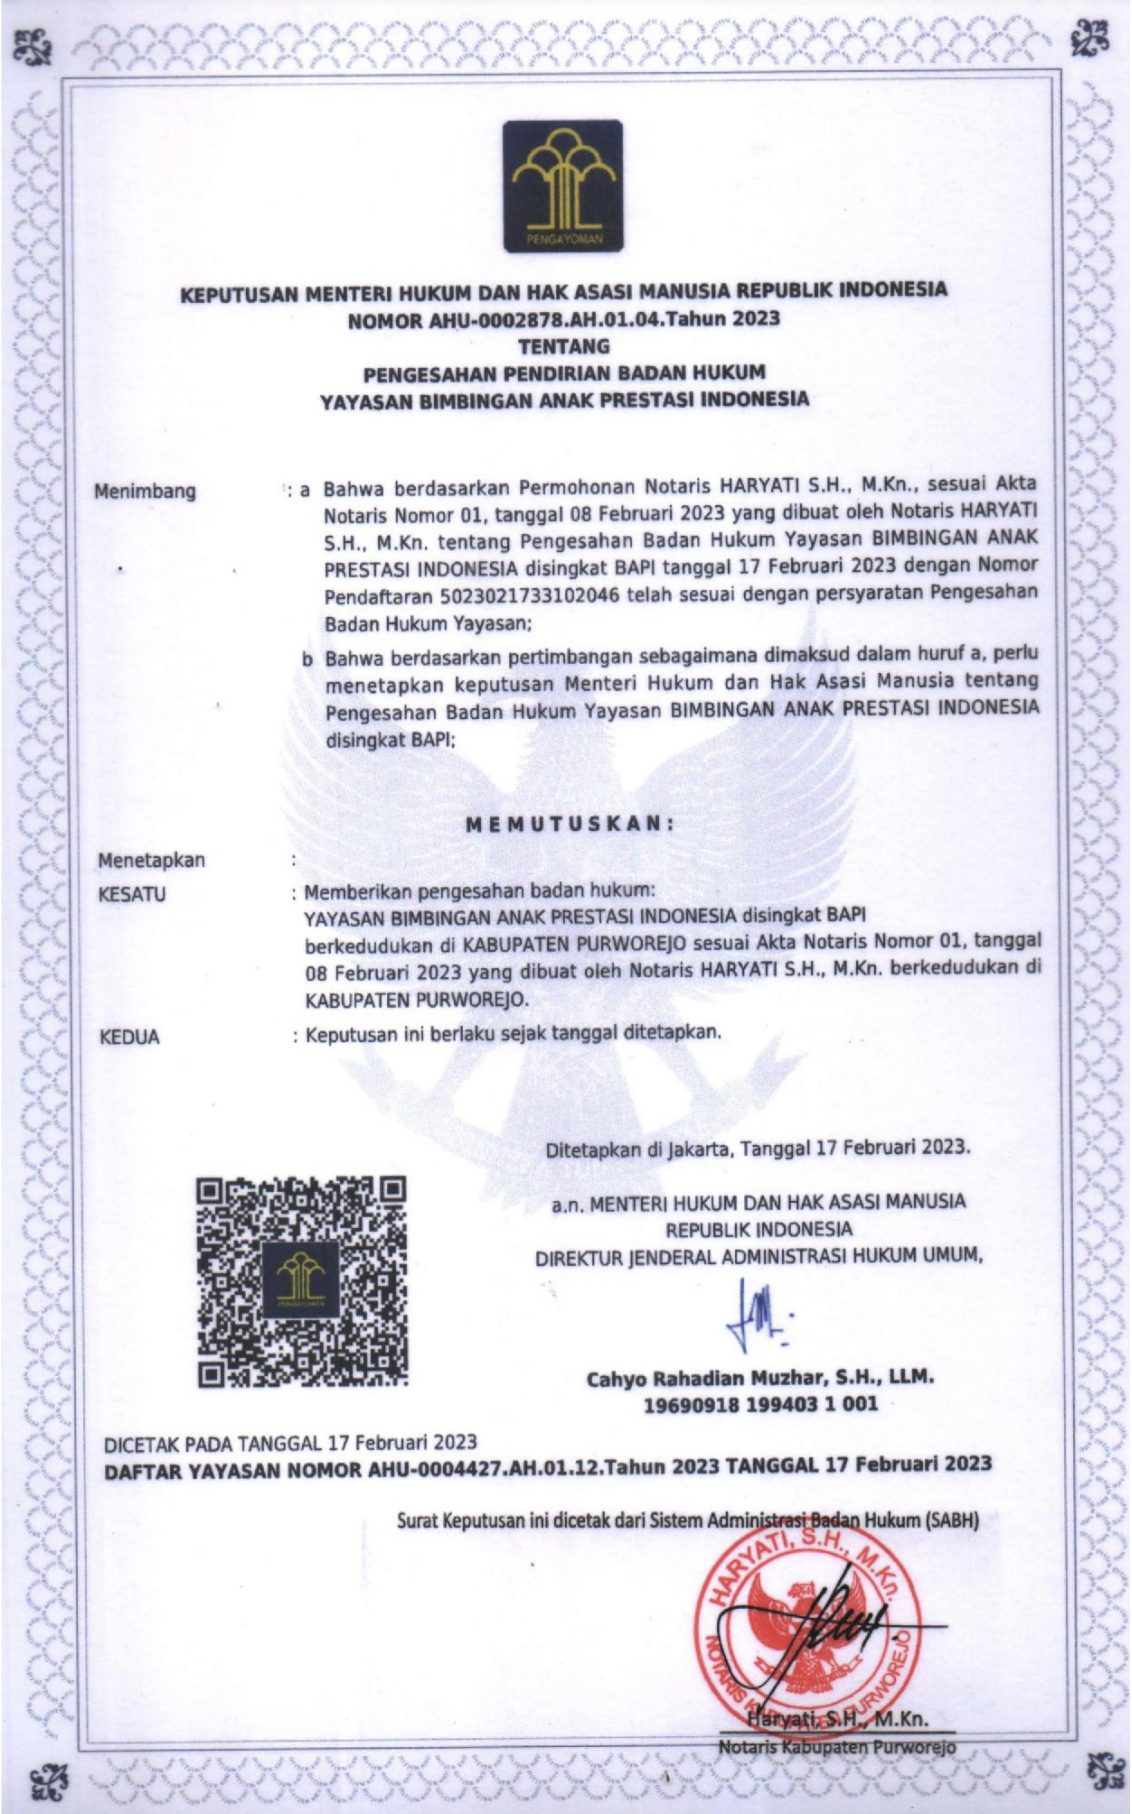 PENGAYOMAN
KEPUTUSAN MENTERI HUKUM DAN HAK ASASI MANUSIA REPUBLIK INDONESIA
NOMOR AHU-0002878.AH.01.04.Tahun 2023
TENTANG
PENGESAHAN PENDIRIAN BADAN HUKUM
YAYASAN BIMBINGAN ANAK PRESTASI INDONESIA
Menimbang : a Bahwa berdasarkan Permohonan Notaris HARYATI S.H., M.Kn., sesuai Akta
Notaris Nomor 01, tanggal 08 Februari 2023 yang dibuat oleh Notaris HARYATI
S.H., M.Kn. tentang Pengesahan Badan Hukum Yayasan BIMBINGAN ANAK
PRESTASI INDONESIA disingkat BAPI tanggal 17 Februari 2023 dengan Nomor
Pendaftaran 5023021733102046 telah sesuai dengan persyaratan Pengesahan
Badan Hukum Yayasan;
b Bahwa berdasarkan pertimbangan sebagaimana dimaksud dalam huruf a, perlu
menetapkan keputusan Menteri Hukum dan Hak Asasi Manusia tentang
Pengesahan Badan Hukum Yayasan BIMBINGAN ANAK PRESTASI INDONESIA
disingkat BAPI;
MEMUTUSKAN:
Menetapkan :
KESATU : Memberikan pengesahan badan hukum:
YAYASAN BIMBINGAN ANAK PRESTASI INDONESIA disingkat BAPI
berkedudukan di KABUPATEN PURWOREJO sesuai Akta Notaris Nomor 01, tanggal
08 Februari 2023 yang dibuat oleh Notaris HARYATI S.H., M.Kn. berkedudukan di
KABUPATEN PURWOREJO.
KEDUA : Keputusan ini berlaku sejak tanggal ditetapkan.
Ditetapkan di Jakarta, Tanggal 17 Februari 2023.
a.n. MENTERI HUKUM DAN HAK ASASI MANUSIA
REPUBLIK INDONESIA
DIREKTUR JENDERAL ADMINISTRASI HUKUM UMUM,
PENGAYOMAN
Cahyo Rahadian Muzhar, S.H., LLM.
19690918 199403 1 001
DICETAK PADA TANGGAL 17 Februari 2023
DAFTAR YAYASAN NOMOR AHU-0004427.AH.01.12.Tahun 2023 TANGGAL 17 Februari 2023
Surat Keputusan ini dicetak dari Sistem Administrasi Badan Hukum (SABH)
HARYATI, S.H., M.Kn.
NOTARIS KABUPATEN PURWOREJO
Haryati, S.H., M.Kn.
Notaris Kabupaten Purworejo